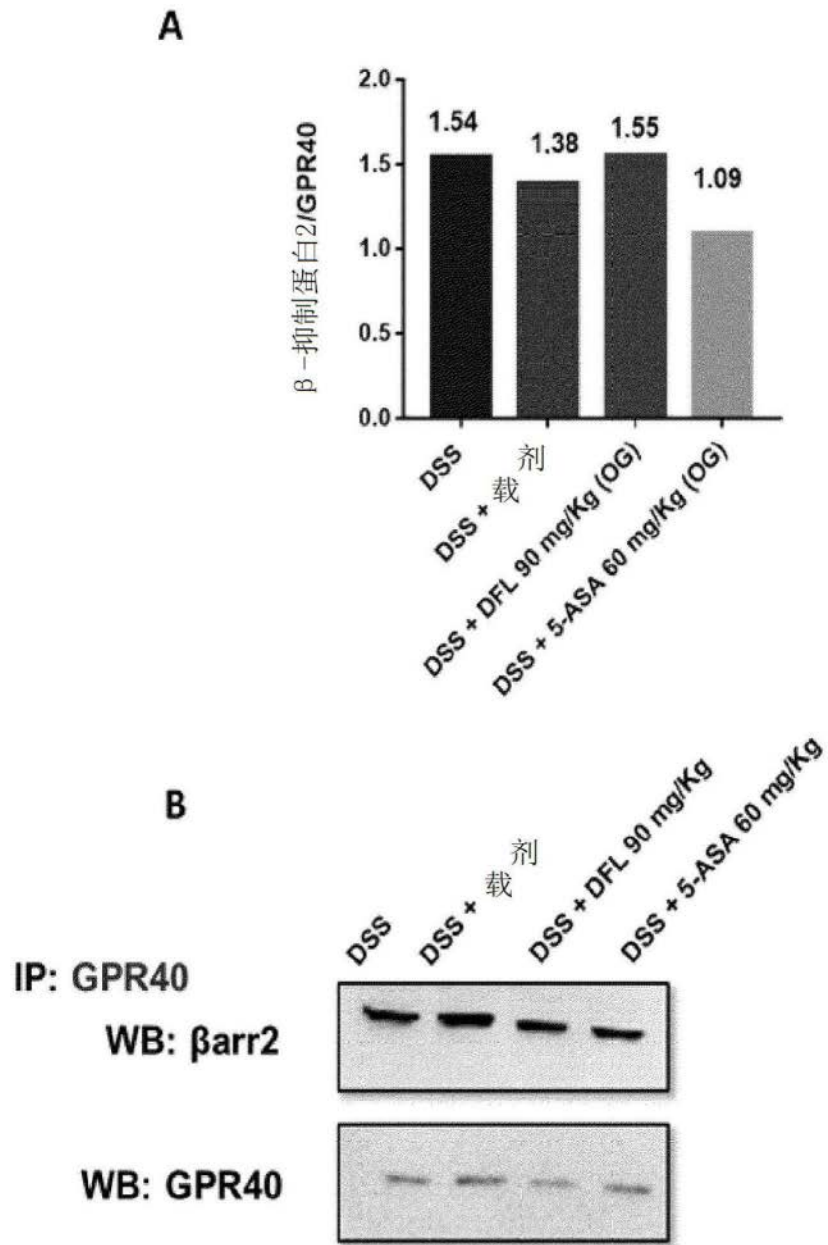 A
2.0
1.5
1.0
0.5
0.0
β-抑制蛋白2/GPR40
1.54
1.38
1.55
1.09
DSS
DSS + 载剂
DSS + DFL 90 mg/Kg (OG)
DSS + 5-ASA 60 mg/Kg (OG)
B
DSS
DSS + 载剂
DSS + DFL 90 mg/Kg
DSS + 5-ASA 60 mg/Kg
IP: GPR40
WB: βarr2
WB: GPR40